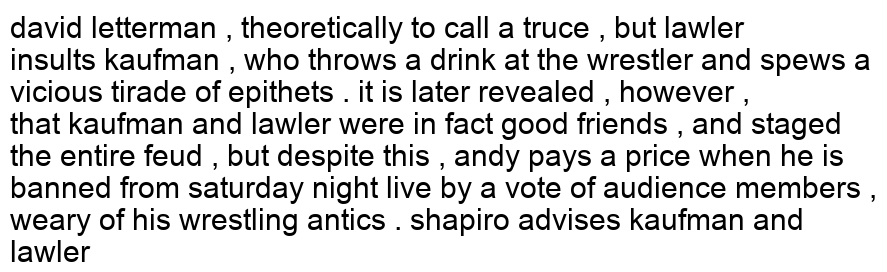 david letterman , theoretically to call a truce , but lawler
insults kaufman , who throws a drink at the wrestler and spews a
vicious tirade of epithets . it is later revealed , however ,
that kaufman and lawler were in fact good friends , and staged
the entire feud , but despite this , andy pays a price when he is
banned from saturday night live by a vote of audience members ,
weary of his wrestling antics . shapiro advises kaufman and
lawler